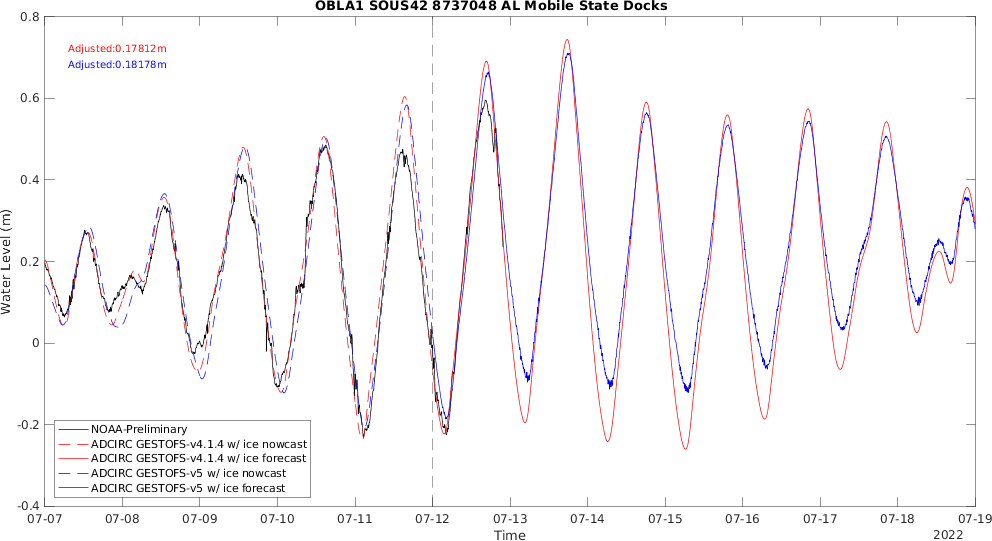 OBLA1 SOUS42 8737048 AL Mobile State Docks
0.8
Adjusted:0.17812m
Adjusted:0.18178m
0.6
0.4
0.2
0
-0.2
-0.4
Water Level (m)
NOAA-Preliminary
ADCIRC GESTOFS-v4.1.4 w/ ice nowcast
ADCIRC GESTOFS-v4.1.4 w/ ice forecast
ADCIRC GESTOFS-v5 w/ ice nowcast
ADCIRC GESTOFS-v5 w/ ice forecast
07-07 07-08 07-09 07-10 07-11 07-12 07-13 07-14 07-15 07-16 07-17 07-18 07-19
Time
2022